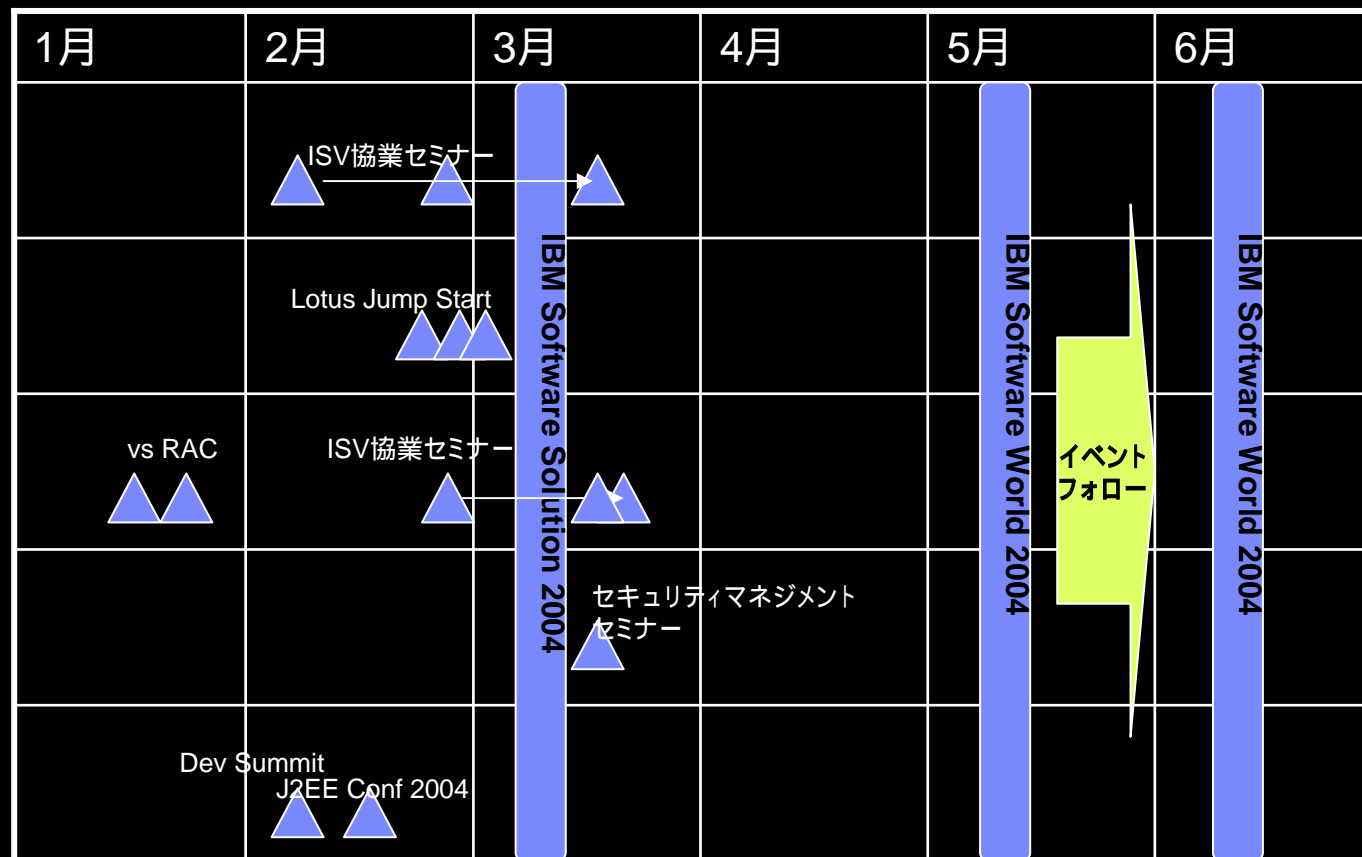 1月
2月
3月
4月
5月
6月
ISV協業セミナー
Lotus Jump Start
vs RAC
ISV協業セミナー
セキュリティマネジメント
セミナー
Dev Summit
J2EE Conf 2004
IBM Software Solution 2004
IBM Software World 2004
イベント
フォロー
IBM Software World 2004